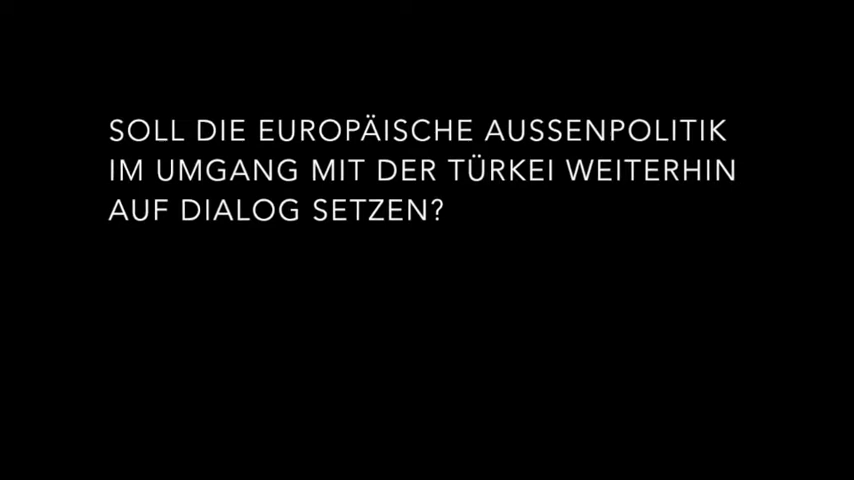 SOLL DIE EUROPÄISCHE AUSSENPOLITIK
IM UMGANG MIT DER TÜRKEI WEITERHIN
AUF DIALOG SETZEN?